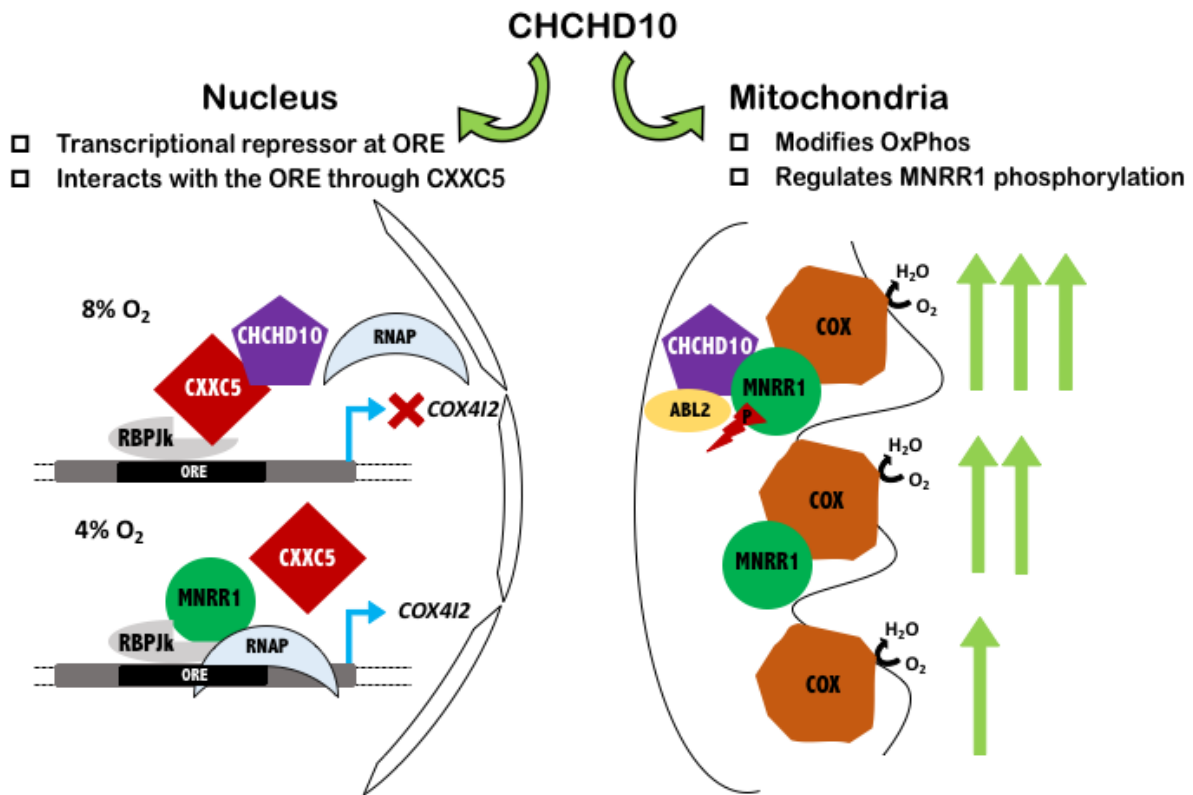 CHCHD10
Nucleus
□ Transcriptional repressor at ORE
□ Interacts with the ORE through CXXC5
8% O₂
CHCHD10
RNAP
CXXC5
COX4I2
RBPJk
ORE
4% O₂
CXXC5
MNRR1
COX4I2
RBPJk
RNAP
ORE
Mitochondria
□ Modifies OxPhos
□ Regulates MNRR1 phosphorylation
H₂O
O₂
COX
CHCHD10
MNRR1
ABL2
P
H₂O
O₂
COX
MNRR1
H₂O
O₂
COX